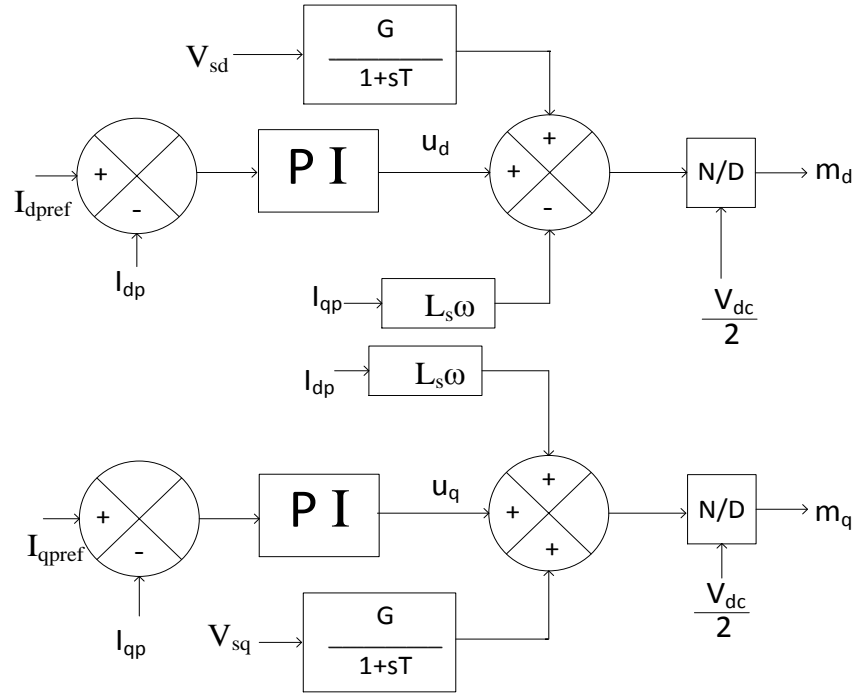 G
V_sd
1+sT
+
+
-
P I
u_d
+
-
N/D
m_d
I_dpref
I_dp
I_qp
L_sω
V_dc
2
I_dp
L_sω
+
-
P I
u_q
+
+
+
N/D
m_q
I_qpref
I_qp
G
V_sq
1+sT
V_dc
2